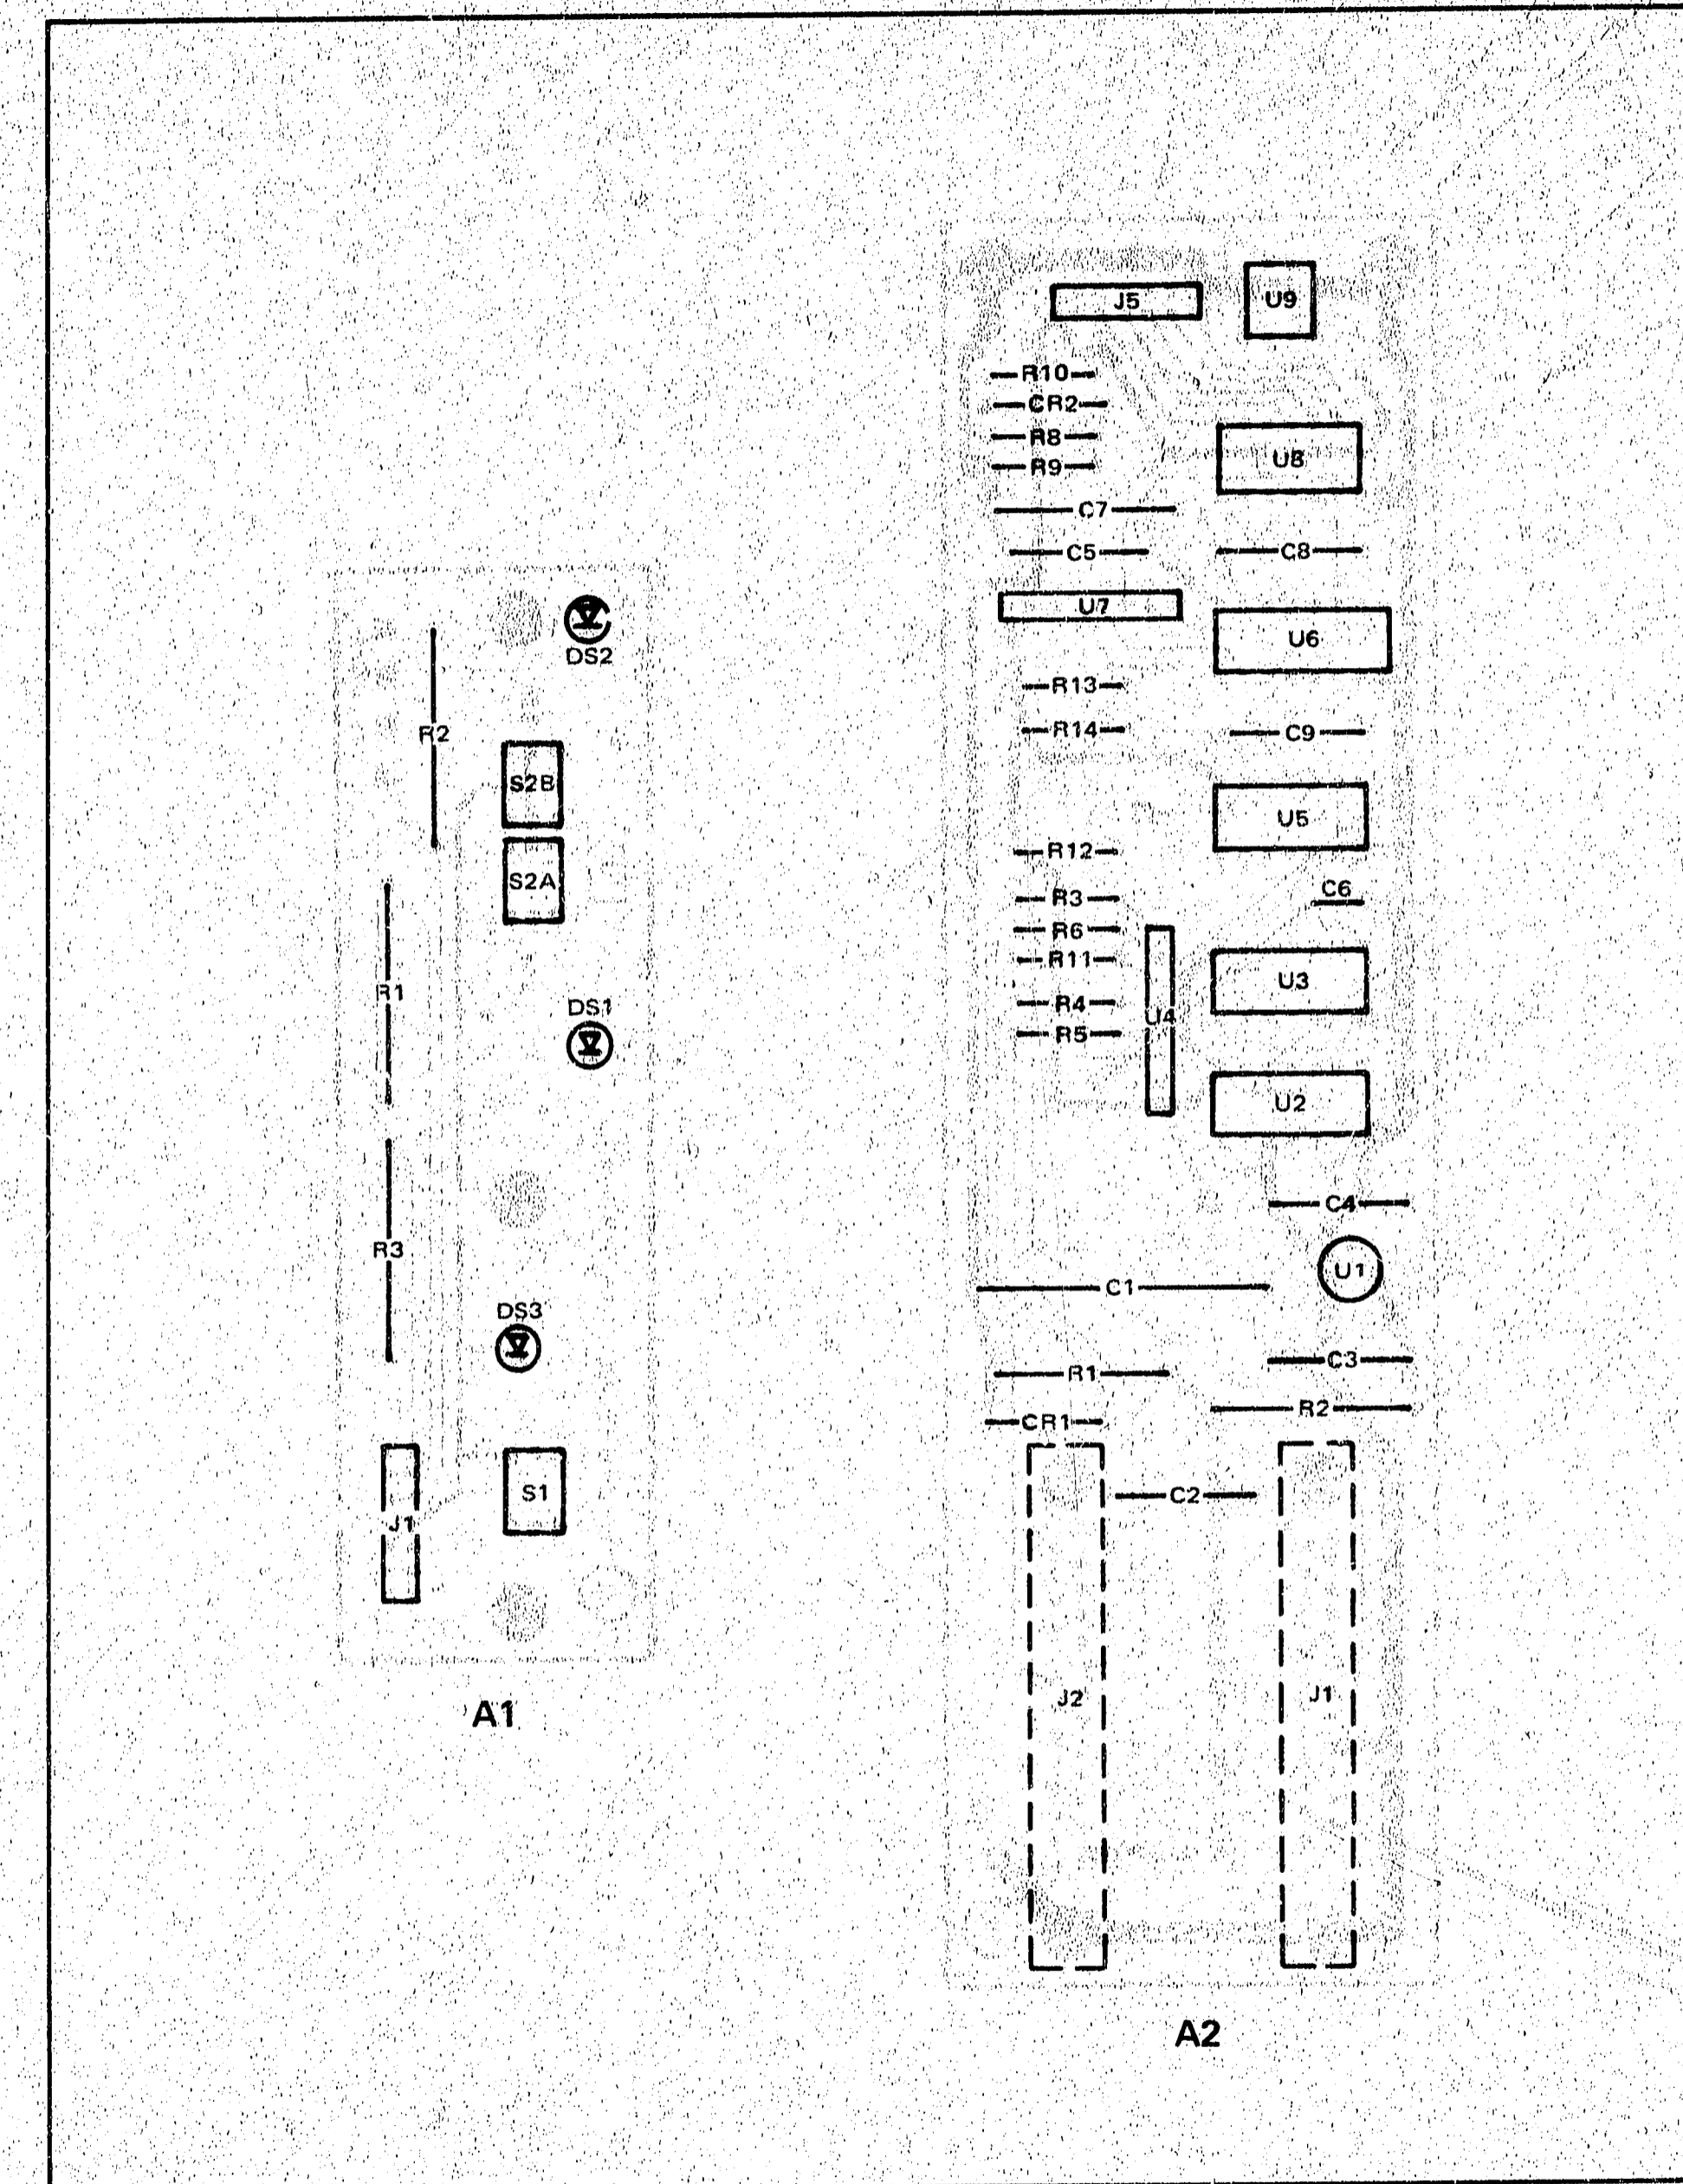 DS2
R2
S2B
S2A
R1
DS1
R3
DS3
S1
J1
A1
J5
U9
R10
CR2
R8
U8
R9
C7
C5
C8
U7
U6
R13
R14
C9
U5
R12
C6
R3
R6
R11
U3
R4
U4
R5
U2
C4
U1
C1
C3
R1
R2
CR1
C2
J2
J1
A2